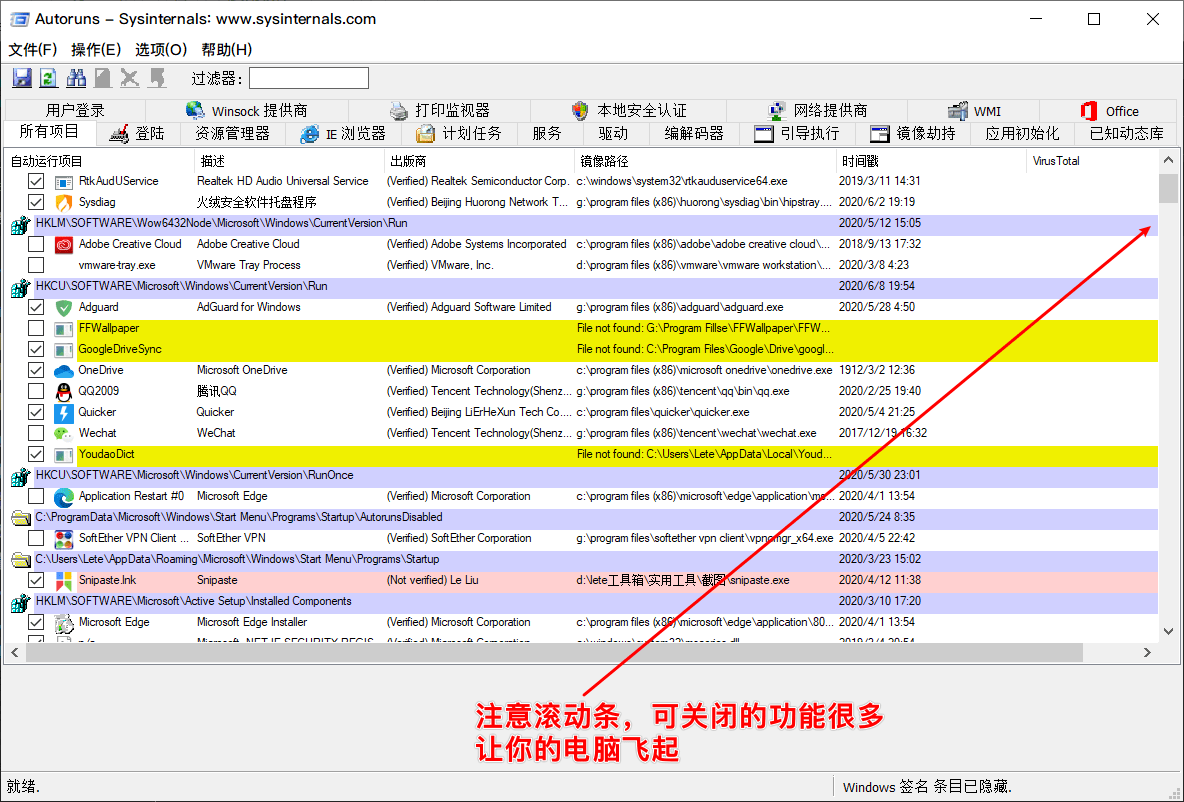 Autoruns - Sysinternals: www.sysinternals.com
文件(F) 操作(E) 选项(O) 帮助(H)
过滤器:
用户登录 Winsock 提供商 打印监视器 本地安全认证 网络提供商 WMI Office
所有项目 登陆 资源管理器 IE 浏览器 计划任务 服务 驱动 编解码器 引导执行 镜像劫持 应用初始化 已知动态库
自动运行项目 描述 出版商 镜像路径 时间戳 VirusTotal
RtkAudUService Realtek HD Audio Universal Service (Verified) Realtek Semiconductor Corp. c:\windows\system32\rtkauduservice64.exe 2019/3/11 14:31
Sysdiag 火绒安全软件托盘程序 (Verified) Beijing Huorong Network T... g:\program files (x86)\huorong\sysdiag\bin\hipstray.... 2020/6/2 19:19
HKLM\SOFTWARE\Wow6432Node\Microsoft\Windows\CurrentVersion\Run 2020/5/12 15:05
Adobe Creative Cloud Adobe Creative Cloud (Verified) Adobe Systems Incorporated c:\program files (x86)\adobe\adobe creative cloud\... 2018/9/13 17:32
vmware-tray.exe VMware Tray Process (Verified) VMware, Inc. d:\program files (x86)\vmware\vmware workstation\... 2020/3/8 4:23
HKCU\SOFTWARE\Microsoft\Windows\CurrentVersion\Run 2020/6/8 19:54
Adguard AdGuard for Windows (Verified) Adguard Software Limited g:\program files (x86)\adguard\adguard.exe 2020/5/28 4:50
FFWallpaper File not found: G:\Program Fillse\FFWallpaper\FFW...
GoogleDriveSync File not found: C:\Program Files\Google\Drive\googl...
OneDrive Microsoft OneDrive (Verified) Microsoft Corporation c:\program files (x86)\microsoft onedrive\onedrive.exe 1912/3/2 12:36
QQ2009 腾讯QQ (Verified) Tencent Technology(Shenz... g:\program files (x86)\tencent\qq\bin\qq.exe 2020/2/25 19:40
Quicker Quicker (Verified) Beijing LiErHeXun Tech Co.... g:\program files\quicker\quicker.exe 2020/5/4 21:25
Wechat WeChat (Verified) Tencent Technology(Shenz... g:\program files (x86)\tencent\wechat\wechat.exe 2017/12/19 16:32
YoudaoDict File not found: C:\Users\Lete\AppData\Local\Youd...
HKCU\SOFTWARE\Microsoft\Windows\CurrentVersion\RunOnce 2020/5/30 23:01
Application Restart #0 Microsoft Edge (Verified) Microsoft Corporation c:\program files (x86)\microsoft\edge\application\ms... 2020/4/1 13:54
C:\ProgramData\Microsoft\Windows\Start Menu\Programs\Startup\AutorunsDisabled 2020/5/24 8:35
SoftEther VPN Client ... SoftEther VPN (Verified) SoftEther Corporation g:\program files\softether vpn client\vpncmgr_x64.exe 2020/4/5 22:42
C:\Users\Lete\AppData\Roaming\Microsoft\Windows\Start Menu\Programs\Startup 2020/3/23 15:02
Snipaste.lnk Snipaste (Not verified) Le Liu d:\lete工具箱\实用工具\截图\snipaste.exe 2020/4/12 11:38
HKLM\SOFTWARE\Microsoft\Active Setup\Installed Components 2020/3/10 17:20
Microsoft Edge Microsoft Edge Installer (Verified) Microsoft Corporation c:\program files (x86)\microsoft\edge\application\80... 2020/4/1 13:54
n/a Microsoft .NET IE SECURITY REGIS... (Verified) Microsoft Corporation c:\windows\system32\mscories.dll
注意滚动条，可关闭的功能很多
让你的电脑飞起
就绪. Windows 签名 条目已隐藏.